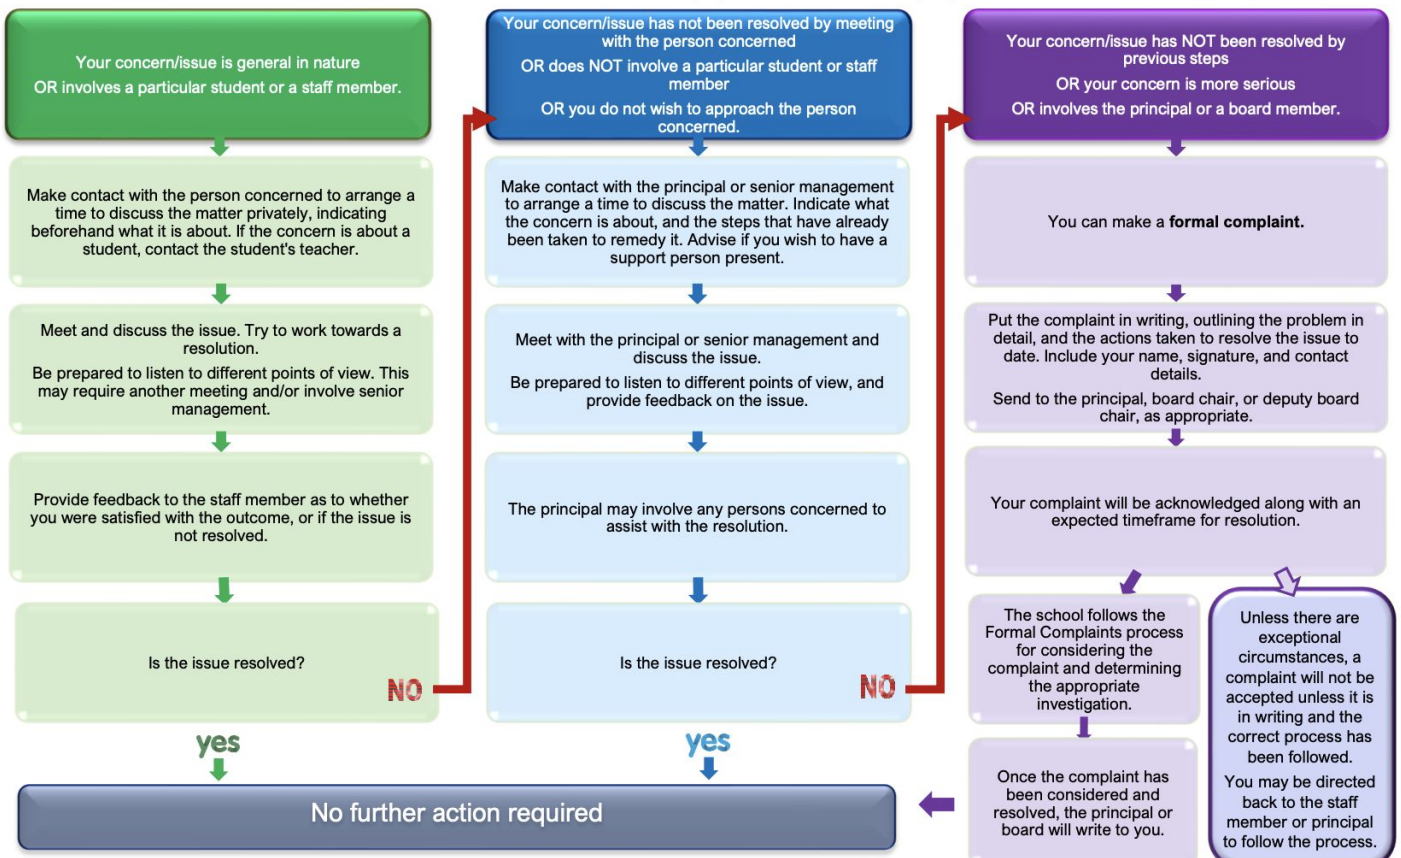 Your concern/issue is general in nature
OR involves a particular student or a staff member.
Make contact with the person concerned to arrange a
time to discuss the matter privately, indicating
beforehand what it is about. If the concern is about a
student, contact the student's teacher.
Meet and discuss the issue. Try to work towards a
resolution.
Be prepared to listen to different points of view. This
may require another meeting and/or involve senior
management.
Provide feedback to the staff member as to whether
you were satisfied with the outcome, or if the issue is
not resolved.
Is the issue resolved?
NO
yes
Your concern/issue has not been resolved by meeting
with the person concerned
OR does NOT involve a particular student or staff
member
OR you do not wish to approach the person
concerned.
Make contact with the principal or senior management
to arrange a time to discuss the matter. Indicate what
the concern is about, and the steps that have already
been taken to remedy it. Advise if you wish to have a
support person present.
Meet with the principal or senior management and
discuss the issue.
Be prepared to listen to different points of view, and
provide feedback on the issue.
The principal may involve any persons concerned to
assist with the resolution.
Is the issue resolved?
NO
yes
Your concern/issue has NOT been resolved by
previous steps
OR your concern is more serious
OR involves the principal or a board member.
You can make a formal complaint.
Put the complaint in writing, outlining the problem in
detail, and the actions taken to resolve the issue to
date. Include your name, signature, and contact
details.
Send to the principal, board chair, or deputy board
chair, as appropriate.
Your complaint will be acknowledged along with an
expected timeframe for resolution.
The school follows the
Formal Complaints process
for considering the
complaint and determining
the appropriate
investigation.
Once the complaint has
been considered and
resolved, the principal or
board will write to you.
Unless there are
exceptional
circumstances, a
complaint will not be
accepted unless it is
in writing and the
correct process has
been followed.
You may be directed
back to the staff
member or principal
to follow the process.
No further action required